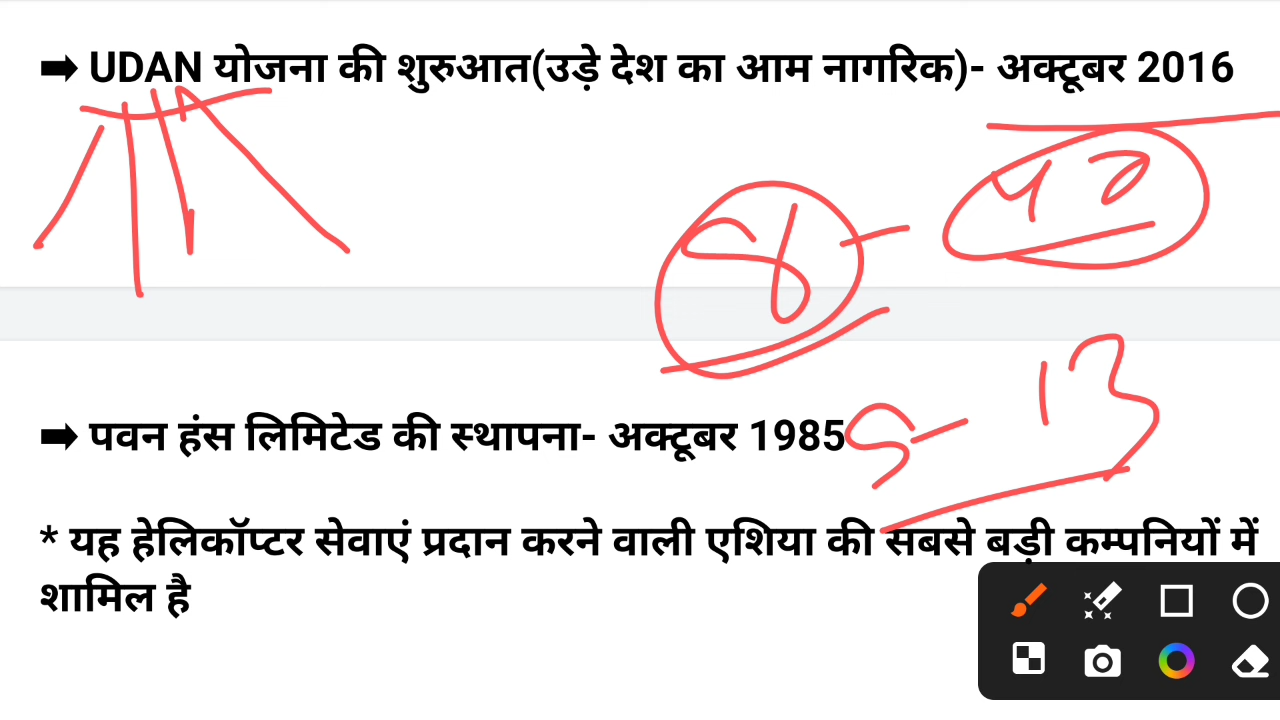 ➡ UDAN योजना की शुरुआत(उड़े देश का आम नागरिक)- अक्टूबर 2016
➡ पवन हंस लिमिटेड की स्थापना- अक्टूबर 1985
* यह हेलिकॉप्टर सेवाएं प्रदान करने वाली एशिया की सबसे बड़ी कम्पनियों में
शामिल है